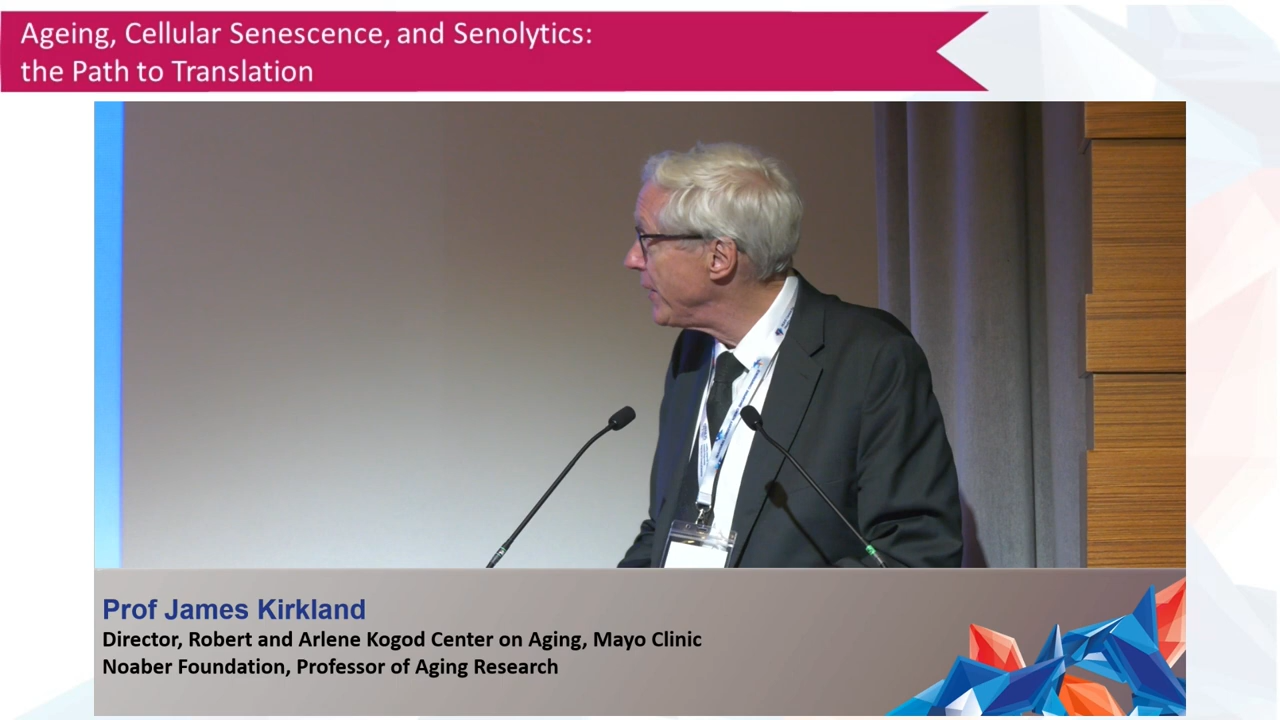 Ageing, Cellular Senescence, and Senolytics:
the Path to Translation
Prof James Kirkland
Director, Robert and Arlene Kogod Center on Aging, Mayo Clinic
Noaber Foundation, Professor of Aging Research